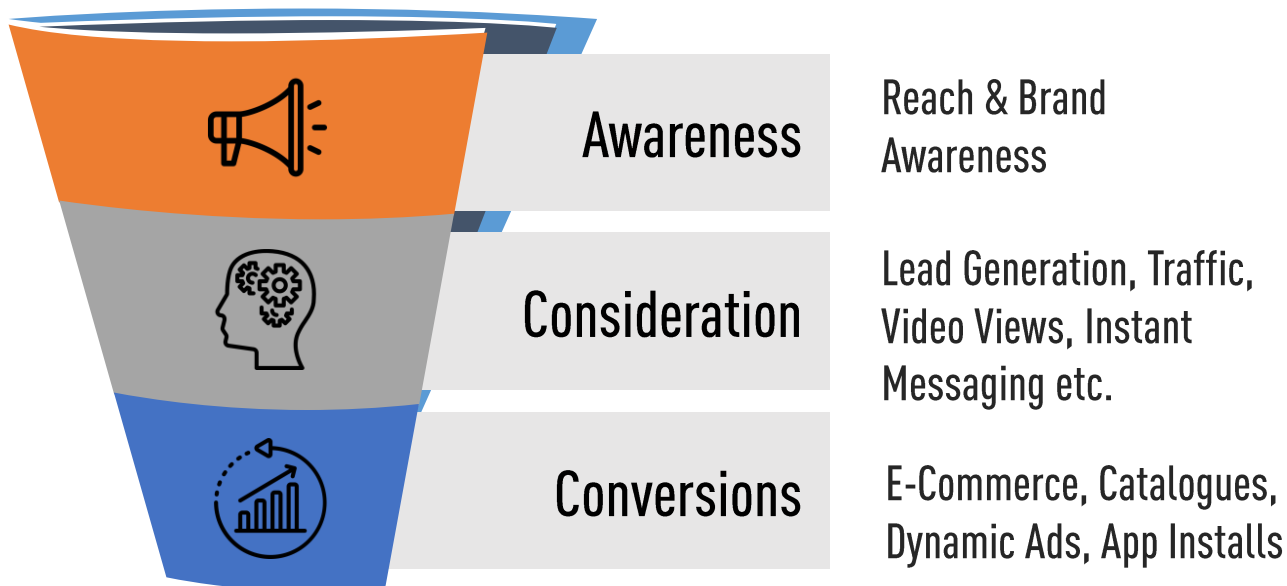 Awareness
Reach & Brand
Awareness
Consideration
Lead Generation, Traffic,
Video Views, Instant
Messaging etc.
Conversions
E-Commerce, Catalogues,
Dynamic Ads, App Installs